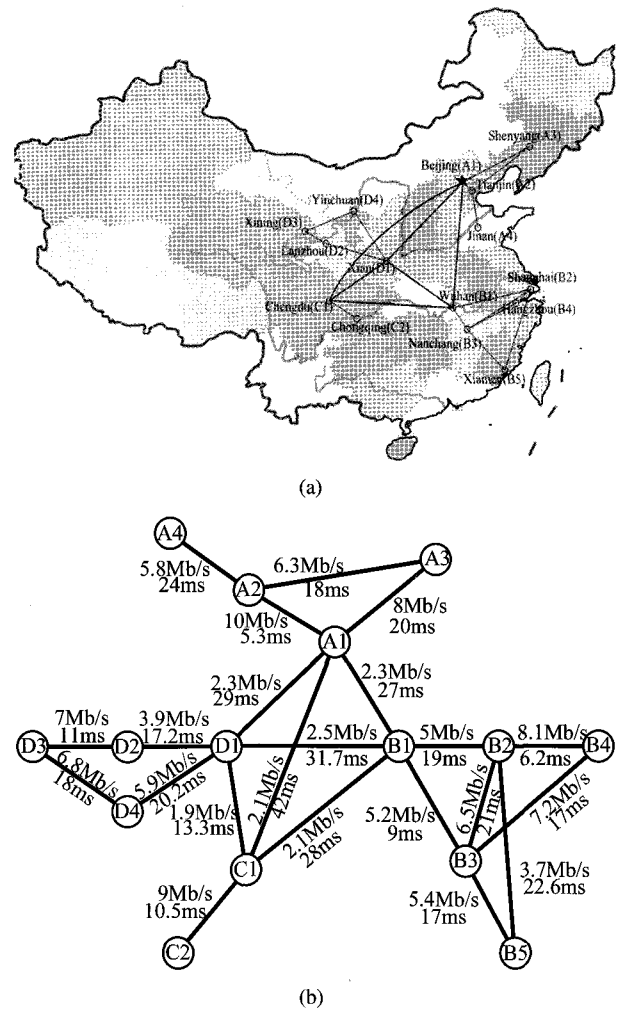 Shenyang(A3)
Beijing(A1)
Tianjin(B2)
Yinchuan(D4)
Xining(D3)
Jinan(A4)
Lanzhou(D2)
Xian(D1)
Shanghai(B2)
Chengdu(C1)
Wuhan(B1)
Hangzhou(B4)
Chongqing(C2)
Nanchang(B3)
Xiamen(B5)
(a)
A4
A3
5.8Mb/s
24ms
6.3Mb/s
18ms
A2
10Mb/s
5.3ms
8Mb/s
20ms
A1
2.3Mb/s
29ms
2.3Mb/s
27ms
7Mb/s
11ms
3.9Mb/s
17.2ms
2.5Mb/s
31.7ms
5Mb/s
19ms
8.1Mb/s
6.2ms
D3
D2
D1
B1
B2
B4
6.8Mb/s
18ms
5.9Mb/s
20.2ms
2.1Mb/s
42ms
6.5Mb/s
21ms
7.2Mb/s
17ms
D4
1.9Mb/s
13.3ms
2.1Mb/s
28ms
5.2Mb/s
9ms
C1
B3
3.7Mb/s
22.6ms
9Mb/s
10.5ms
5.4Mb/s
17ms
C2
B5
(b)